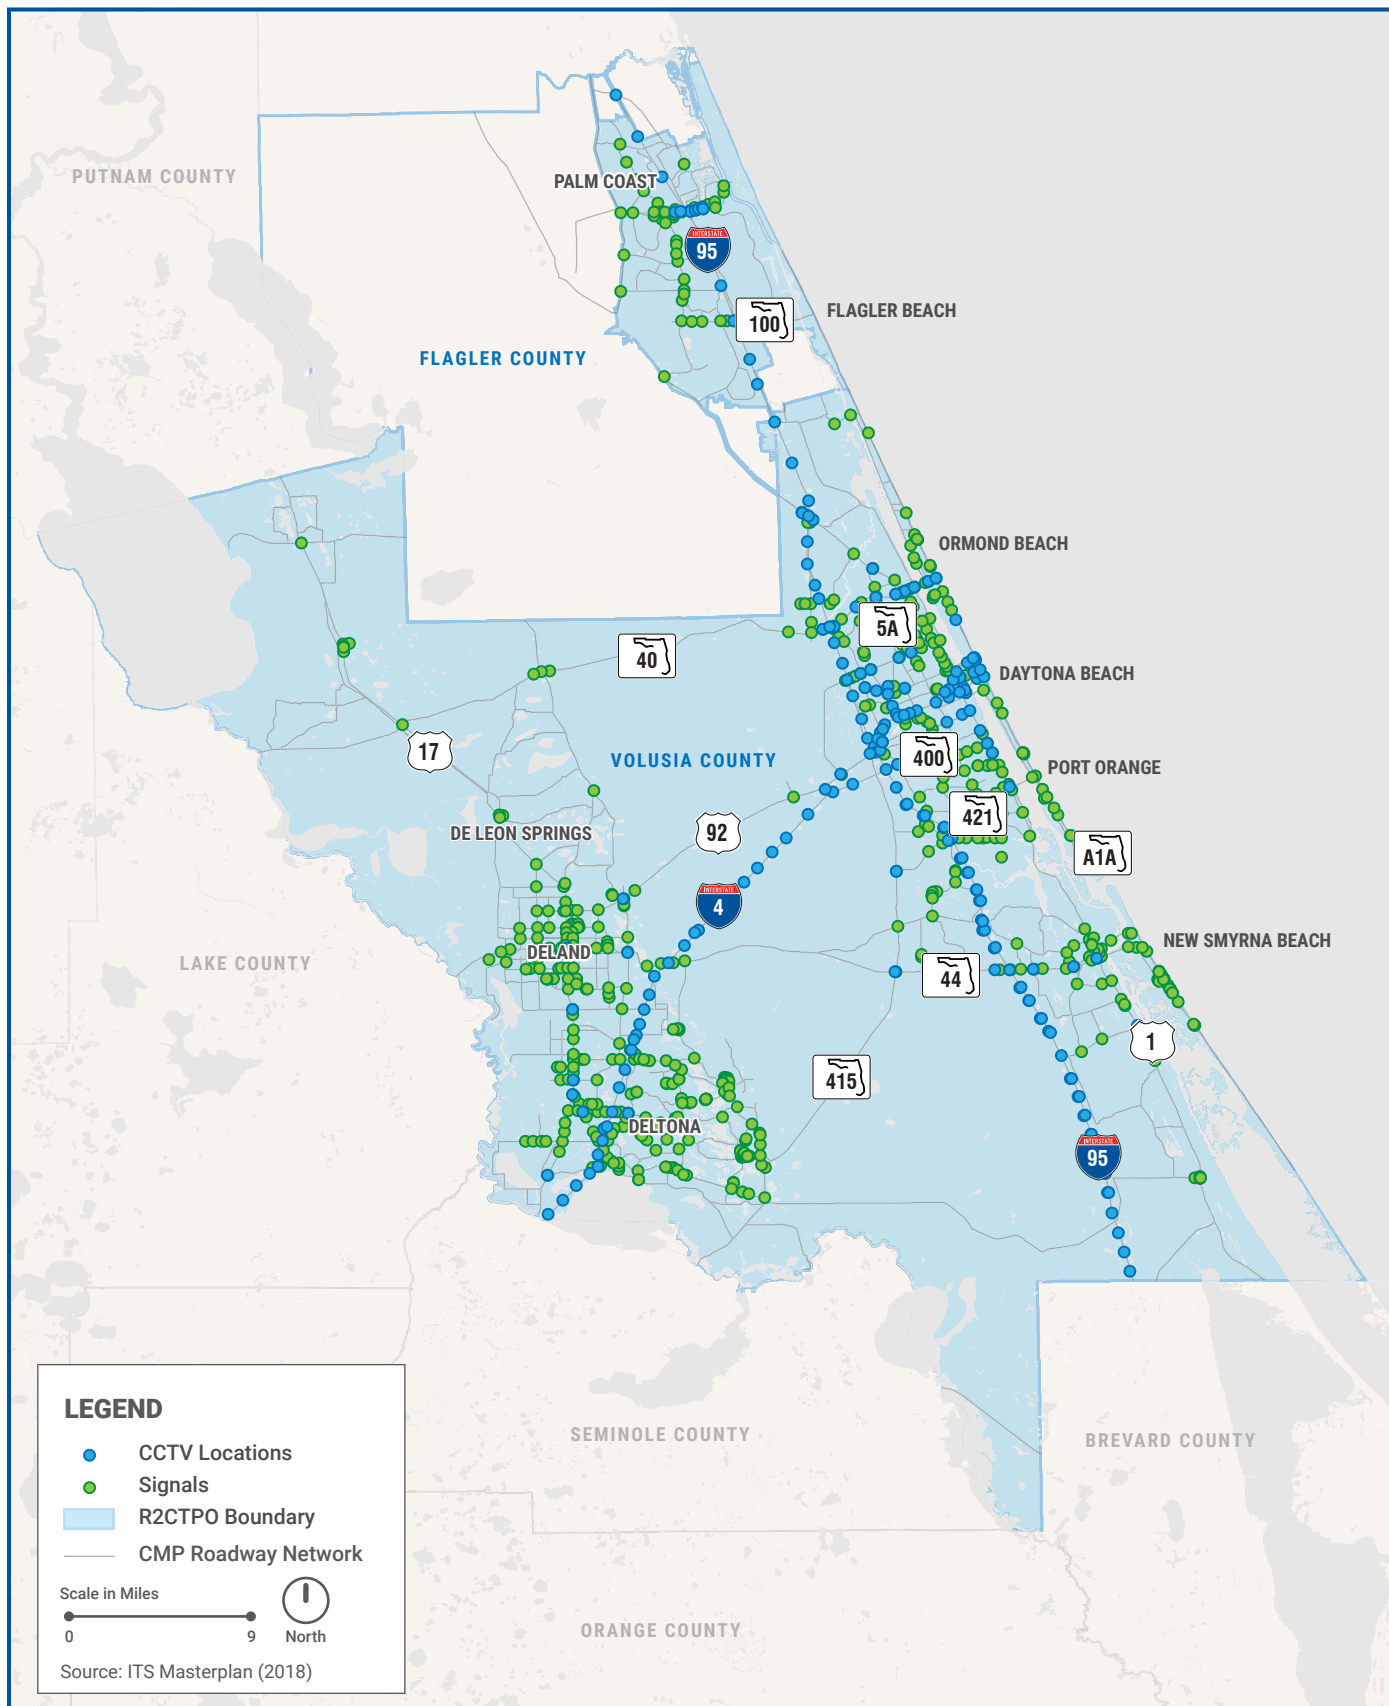 PUTNAM COUNTY
PALM COAST
INTERSTATE
95
100
FLAGLER BEACH
FLAGLER COUNTY
ORMOND BEACH
5A
40
DAYTONA BEACH
17
VOLUSIA COUNTY
400
PORT ORANGE
DE LEON SPRINGS
92
421
A1A
INTERSTATE
4
DELAND
NEW SMYRNA BEACH
LAKE COUNTY
44
1
415
DELTONA
INTERSTATE
95
SEMINOLE COUNTY
BREVARD COUNTY
ORANGE COUNTY
LEGEND
CCTV Locations
Signals
R2CTPO Boundary
CMP Roadway Network
Scale in Miles
0 9 North
Source: ITS Masterplan (2018)